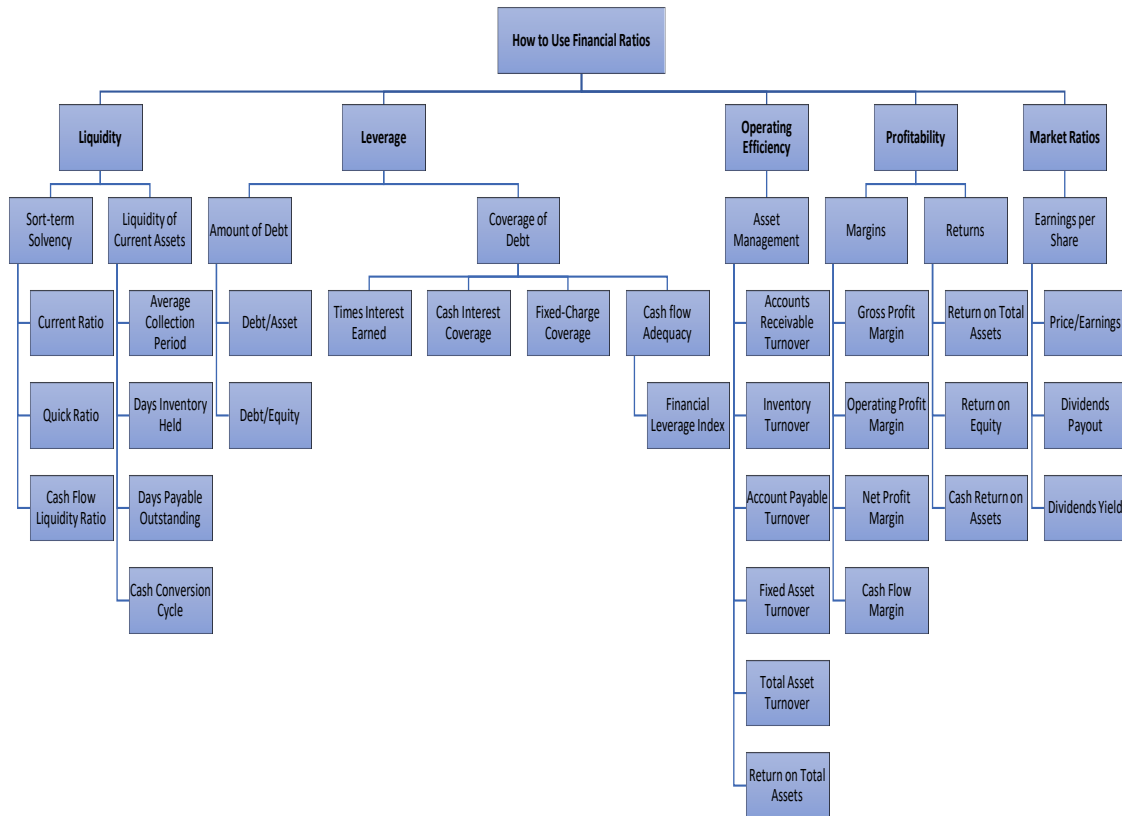 How to Use Financial Ratios
Liquidity
Leverage
Operating
Efficiency
Profitability
Market Ratios
Sort-term
Solvency
Liquidity of
Current Assets
Amount of Debt
Coverage of
Debt
Asset
Management
Margins
Returns
Earnings per
Share
Current Ratio
Average
Collection
Period
Debt/Asset
Times Interest
Earned
Cash Interest
Coverage
Fixed-Charge
Coverage
Cash flow
Adequacy
Accounts
Receivable
Turnover
Gross Profit
Margin
Return on Total
Assets
Price/Earnings
Quick Ratio
Days Inventory
Held
Debt/Equity
Financial
Leverage Index
Inventory
Turnover
Operating Profit
Margin
Return on
Equity
Dividends
Payout
Cash Flow
Liquidity Ratio
Days Payable
Outstanding
Account Payable
Turnover
Net Profit
Margin
Cash Return on
Assets
Dividends Yield
Cash Conversion
Cycle
Fixed Asset
Turnover
Cash Flow
Margin
Total Asset
Turnover
Return on Total
Assets